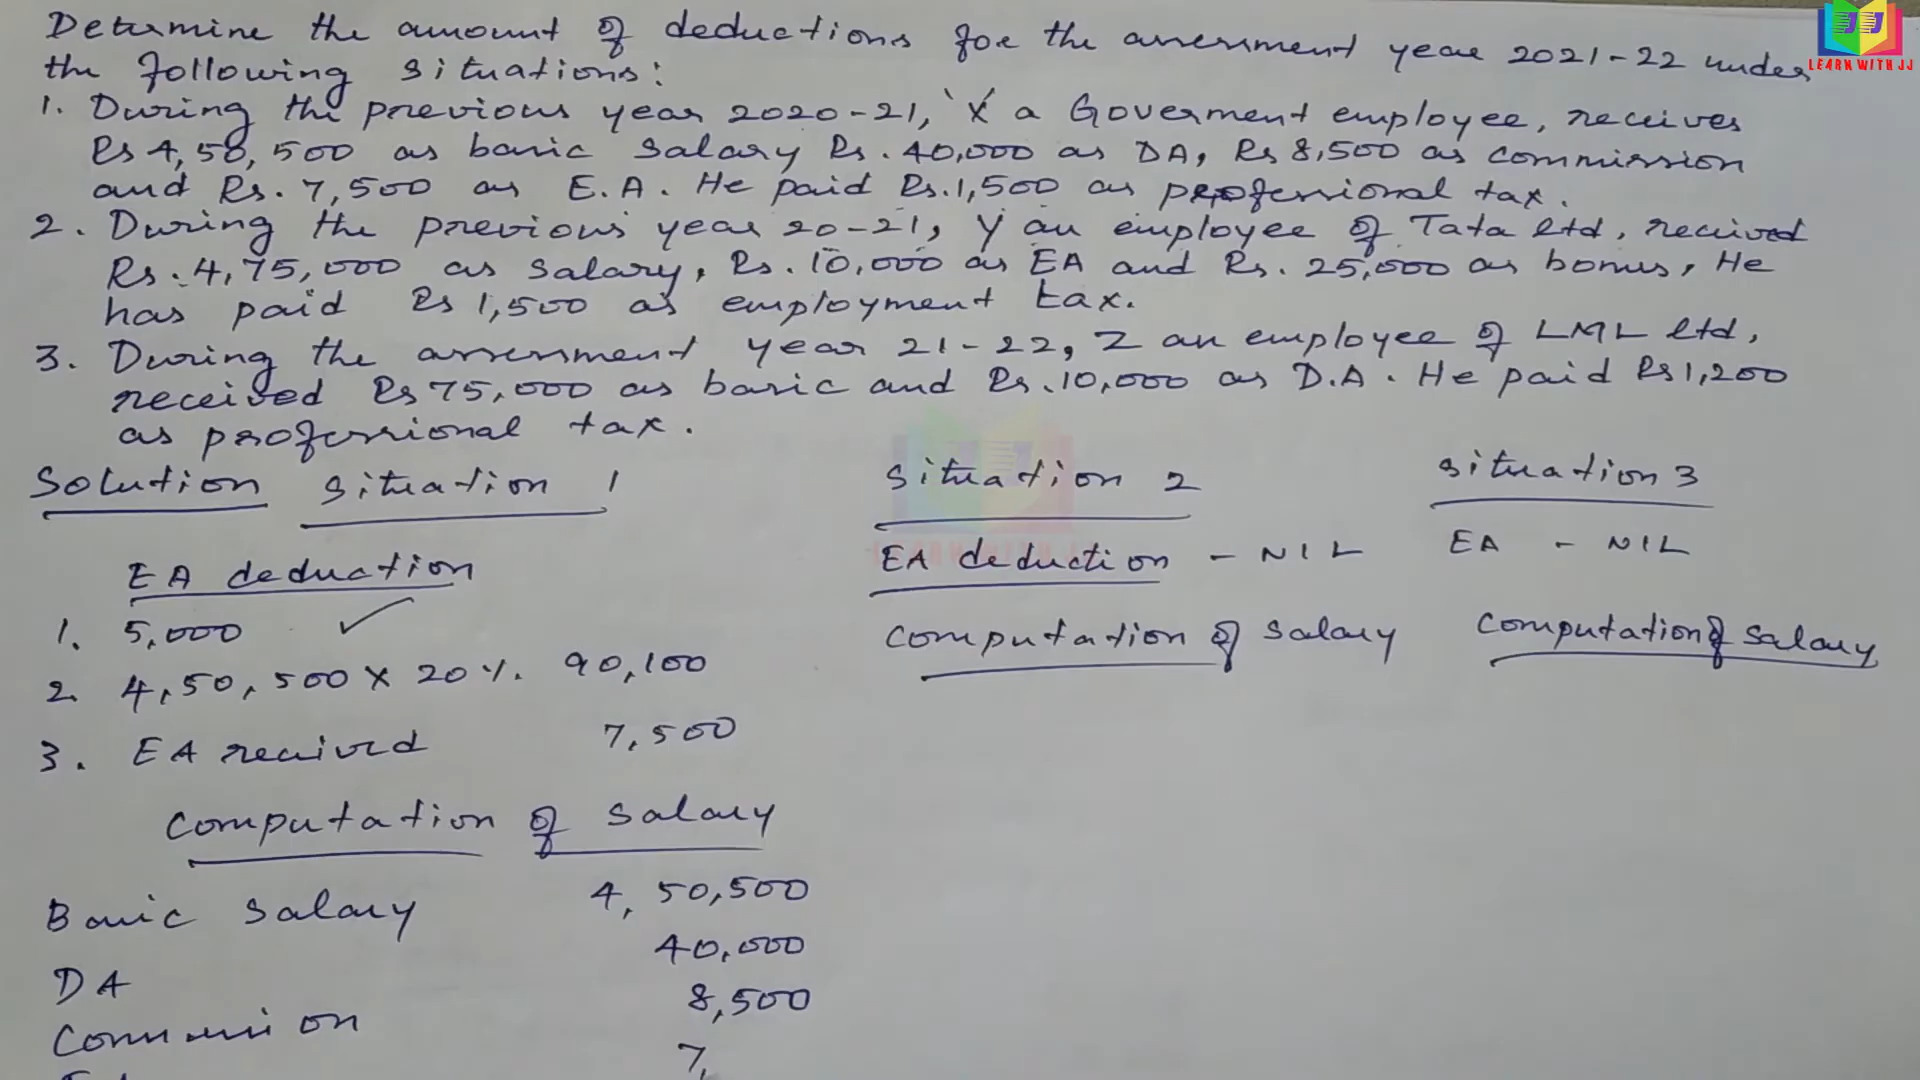 Determine the amount of deductions for the assessment year 2021-22 under
the following situations:
1. During the previous year 2020-21, 'X' a Goverment employee, receives
Rs 4,50,500 as basic salary Rs. 40,000 as DA, Rs 8,500 as commission
and Rs. 7,500 as E.A. He paid Rs.1,500 as professional tax.
2. During the previous year 20-21, Y an employee of Tata ltd, received
Rs. 4,75,000 as salary, Rs. 10,000 as EA and Rs. 25,000 as bonus, He
has paid Rs 1,500 as employment tax.
3. During the assessment year 21-22, Z an employee of LML ltd,
received Rs 75,000 as basic and Rs.10,000 as D.A. He paid Rs 1,200
as professional tax.
Solution Situation 1 Situation 2 Situation 3
EA deduction EA deduction - NIL EA - NIL
1. 5,000 ✓ Computation of Salary Computation of Salary
2. 4,50,500 X 20%. 90,100
3. EA received 7,500
Computation of Salary
Basic Salary 4,50,500
DA 40,000
Commission 8,500
7,
LEARN WITH JJ